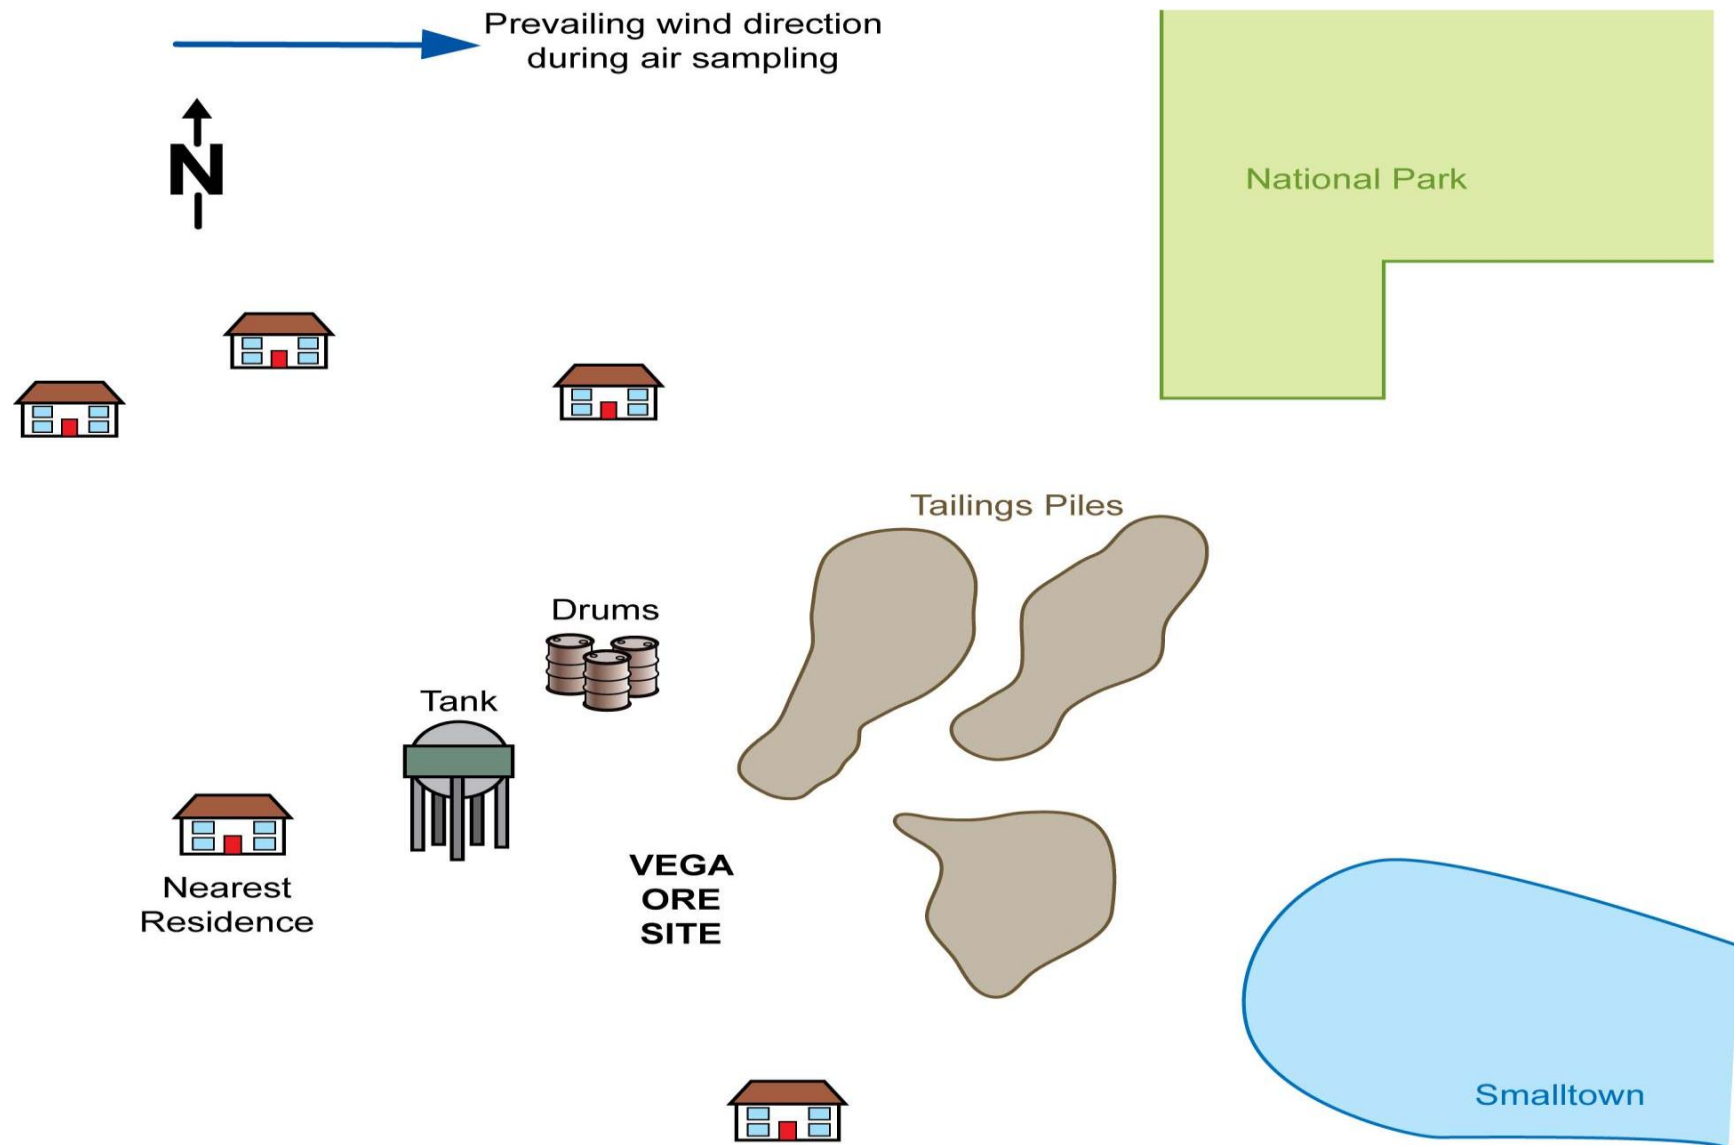 Prevailing wind direction
during air sampling
N
National Park
Tailings Piles
Drums
Tank
Nearest
Residence
VEGA
ORE
SITE
Smalltown